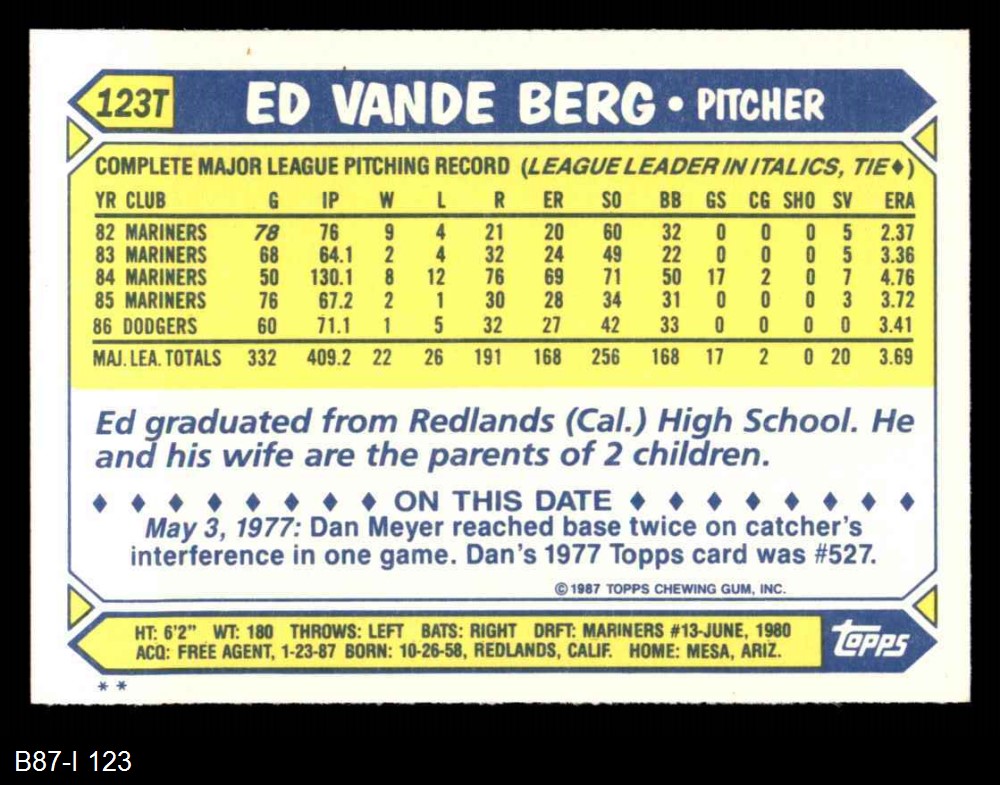 123T ED VANDE BERG • PITCHER
COMPLETE MAJOR LEAGUE PITCHING RECORD (LEAGUE LEADER IN ITALICS, TIE♦)
YR CLUB G IP W L R ER SO BB GS CG SHO SV ERA
82 MARINERS 78 76 9 4 21 20 60 32 0 0 0 5 2.37
83 MARINERS 68 64.1 2 4 32 24 49 22 0 0 0 5 3.36
84 MARINERS 50 130.1 8 12 76 69 71 50 17 2 0 7 4.76
85 MARINERS 76 67.2 2 1 30 28 34 31 0 0 0 3 3.72
86 DODGERS 60 71.1 1 5 32 27 42 33 0 0 0 0 3.41
MAJ. LEA. TOTALS 332 409.2 22 26 191 168 256 168 17 2 0 20 3.69
Ed graduated from Redlands (Cal.) High School. He
and his wife are the parents of 2 children.
♦ ♦ ♦ ♦ ♦ ♦ ♦ ♦ ON THIS DATE ♦ ♦ ♦ ♦ ♦ ♦ ♦ ♦
May 3, 1977: Dan Meyer reached base twice on catcher's
interference in one game. Dan's 1977 Topps card was #527.
© 1987 TOPPS CHEWING GUM, INC.
HT: 6'2" WT: 180 THROWS: LEFT BATS: RIGHT DRFT: MARINERS #13-JUNE, 1980
ACQ: FREE AGENT, 1-23-87 BORN: 10-26-58, REDLANDS, CALIF. HOME: MESA, ARIZ.
topps
* *
B87-I 123